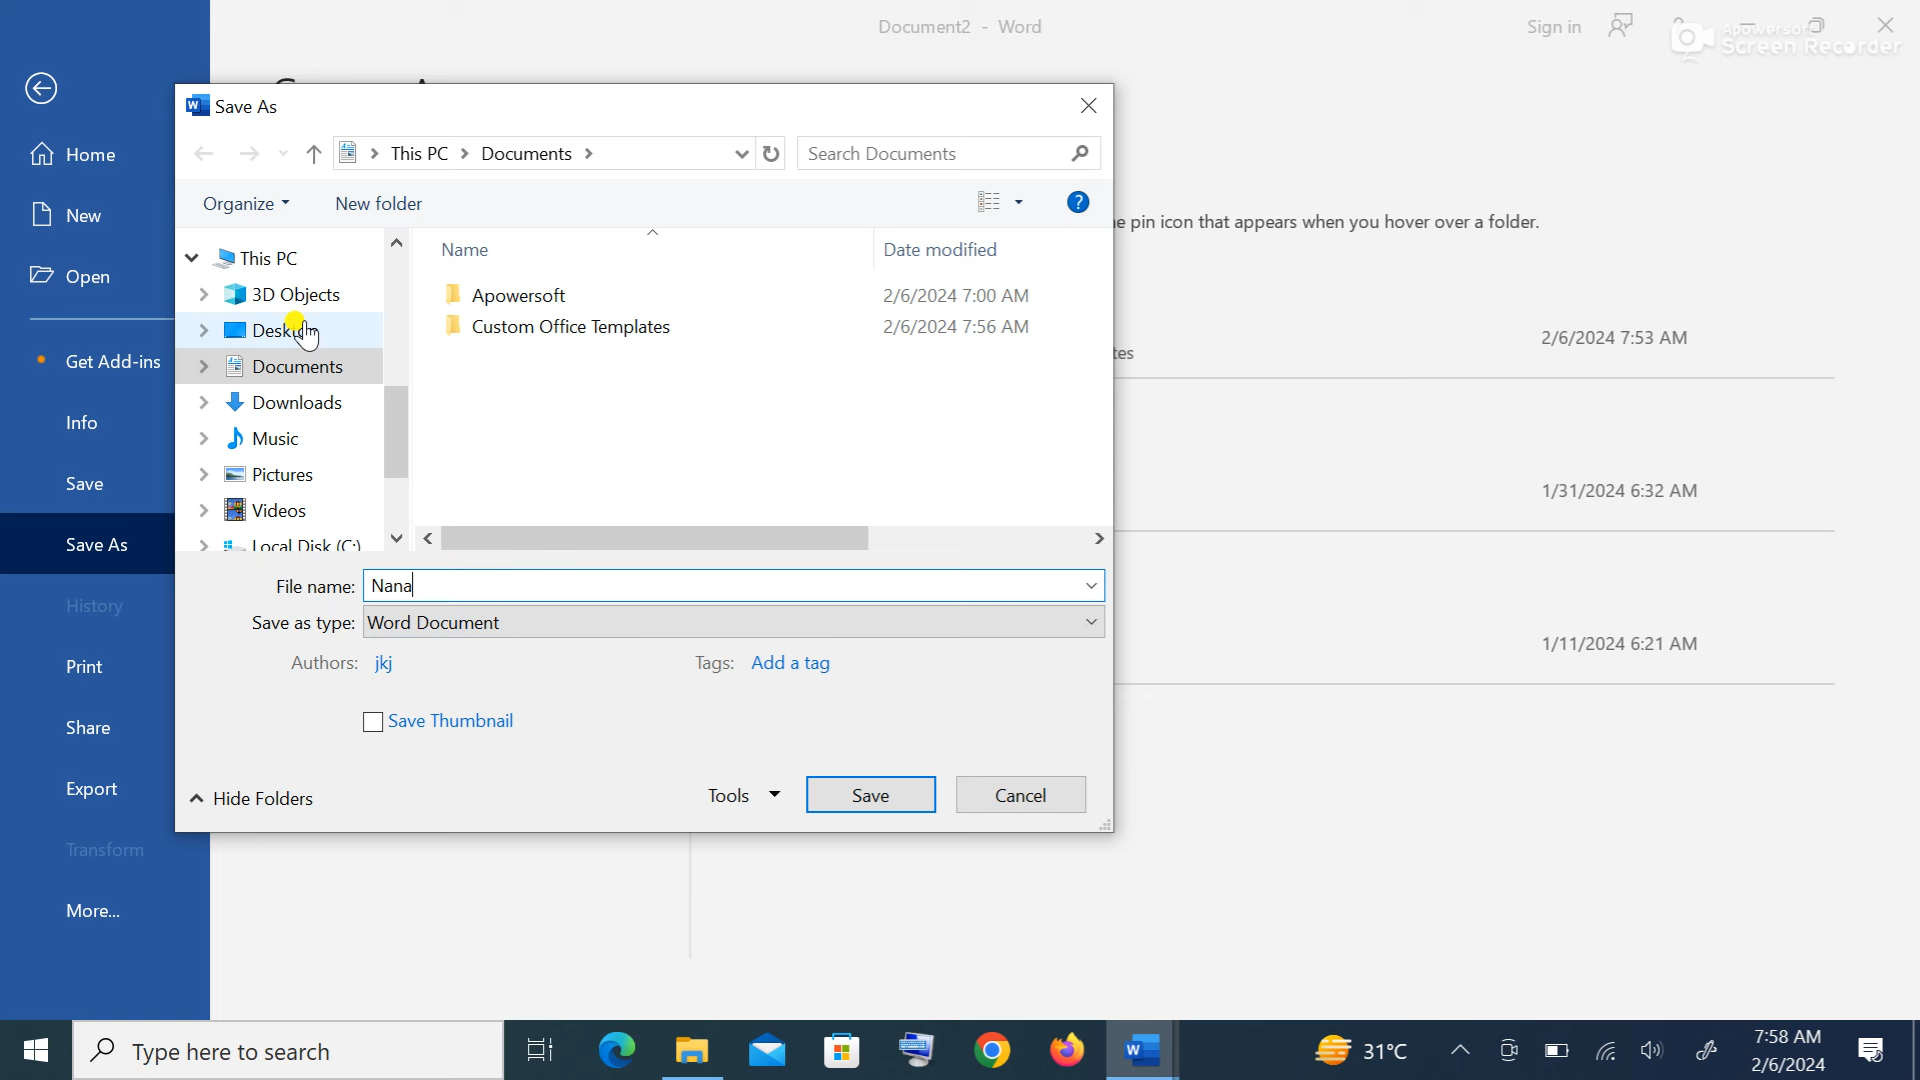 Document2 - Word
Sign in
Apowersoft
Screen Recorder
Save As
This PC > Documents >
Search Documents
Organize
New folder
Home
New
Open
Get Add-ins
Info
Save
Save As
History
Print
Share
Export
Transform
More...
This PC
3D Objects
Desk
Documents
Downloads
Music
Pictures
Videos
Local Disk (C:)
Name
Date modified
Apowersoft
2/6/2024 7:00 AM
Custom Office Templates
2/6/2024 7:56 AM
e pin icon that appears when you hover over a folder.
2/6/2024 7:53 AM
tes
1/31/2024 6:32 AM
1/11/2024 6:21 AM
File name: Nana
Save as type: Word Document
Authors: jkj
Tags: Add a tag
Save Thumbnail
Hide Folders
Tools
Save
Cancel
Type here to search
31°C
7:58 AM
2/6/2024